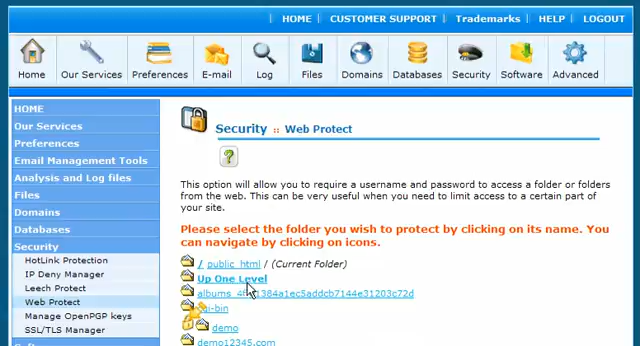 HOME | CUSTOMER SUPPORT | Trademarks | HELP | LOGOUT
Home Our Services Preferences E-mail Log Files Domains Databases Security Software Advanced
HOME
Our Services
Preferences
Email Management Tools
Analysis and Log files
Files
Domains
Databases
Security
HotLink Protection
IP Deny Manager
Leech Protect
Web Protect
Manage OpenPGP keys
SSL/TLS Manager
Security :: Web Protect
?
This option will allow you to require a username and password to access a folder or folders
from the web. This can be very useful when you need to limit access to a certain part of
your site.
Please select the folder you wish to protect by clicking on its name. You
can navigate by clicking on icons.
/ public_html / (Current Folder)
Up One Level
demo
demo12345.com